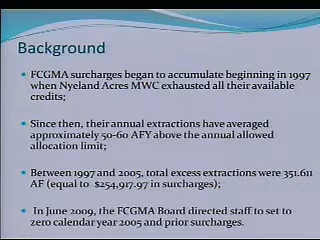 Background
FCGMA surcharges began to accumulate beginning in 1997
when Nyeland Acres MWC exhausted all their available
credits;
Since then, their annual extractions have averaged
approximately 50-60 AFY above the annual allowed
allocation limit;
Between 1997 and 2005, total excess extractions were 351.611
AF (equal to $254,917.97 in surcharges);
In June 2009, the FCGMA Board directed staff to set to
zero calendar year 2005 and prior surcharges.